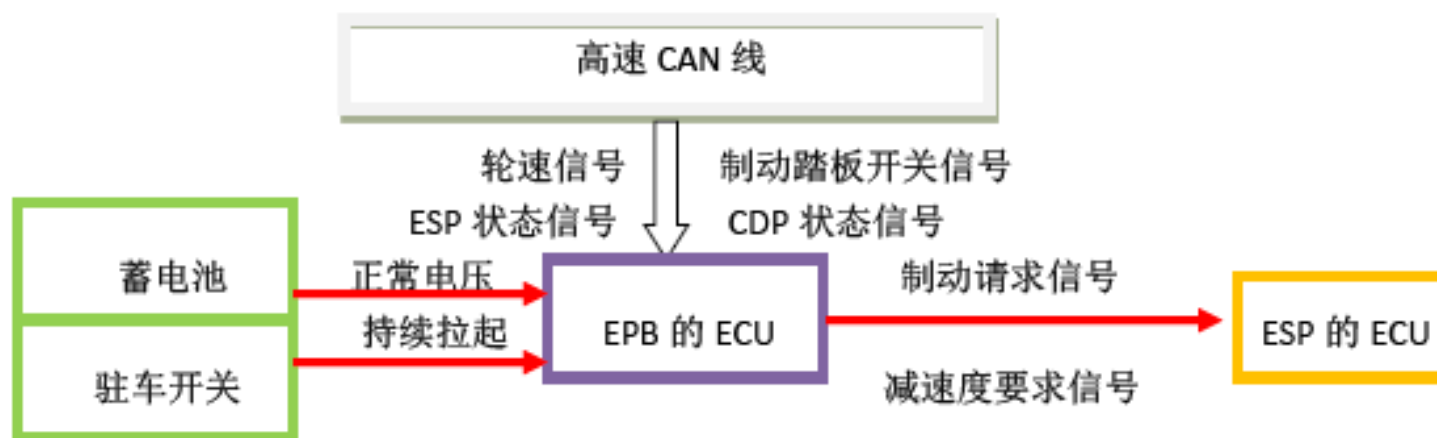 高速 CAN 线
轮速信号
制动踏板开关信号
ESP 状态信号
CDP 状态信号
蓄电池
正常电压
制动请求信号
持续拉起
EPB 的 ECU
ESP 的 ECU
驻车开关
减速度要求信号